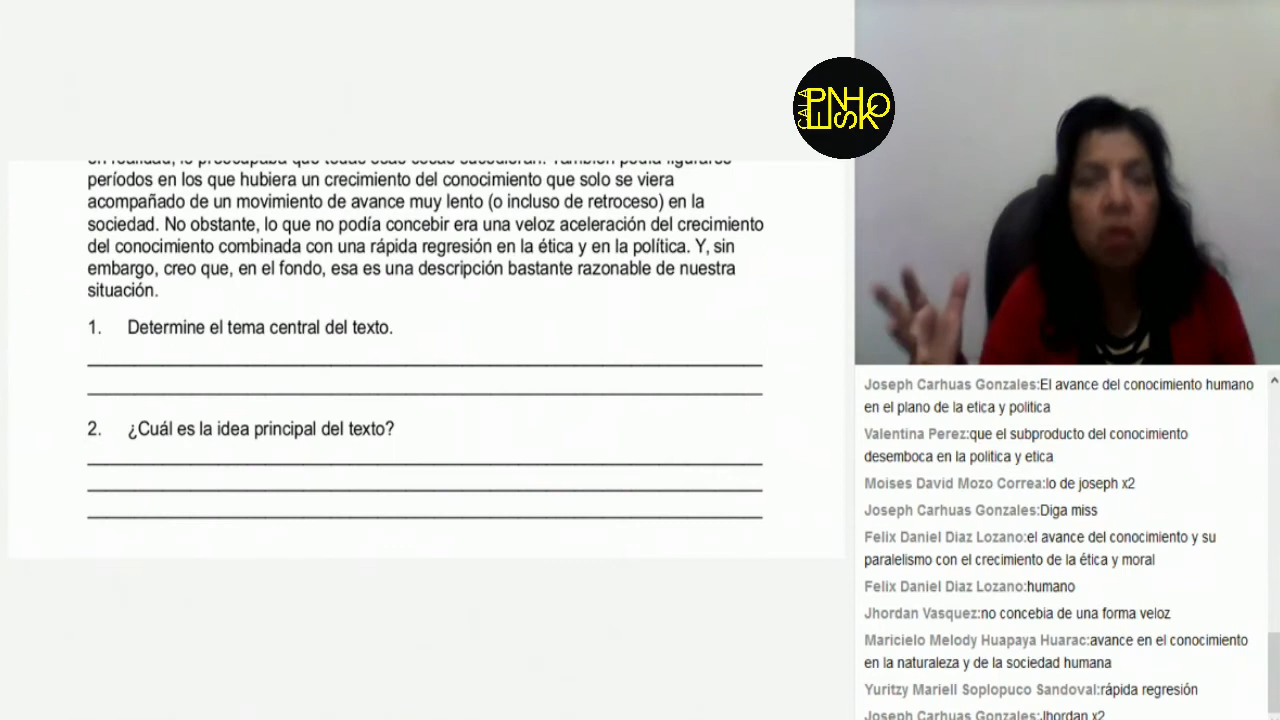 CALA
PENSHKO
períodos en los que hubiera un crecimiento del conocimiento que solo se viera
acompañado de un movimiento de avance muy lento (o incluso de retroceso) en la
sociedad. No obstante, lo que no podía concebir era una veloz aceleración del crecimiento
del conocimiento combinada con una rápida regresión en la ética y en la política. Y, sin
embargo, creo que, en el fondo, esa es una descripción bastante razonable de nuestra
situación.
1. Determine el tema central del texto.
2. ¿Cuál es la idea principal del texto?
Joseph Carhuas Gonzales:El avance del conocimiento humano
en el plano de la etica y politica
Valentina Perez:que el subproducto del conocimiento
desemboca en la politica y etica
Moises David Mozo Correa:lo de joseph x2
Joseph Carhuas Gonzales:Diga miss
Felix Daniel Diaz Lozano:el avance del conocimiento y su
paralelismo con el crecimiento de la ética y moral
Felix Daniel Diaz Lozano:humano
Jhordan Vasquez:no concebia de una forma veloz
Maricielo Melody Huapaya Huarac:avance en el conocimiento
en la naturaleza y de la sociedad humana
Yuritzy Mariell Soplopuco Sandoval:rápida regresión
Joseph Carhuas Gonzales:Jhordan x2